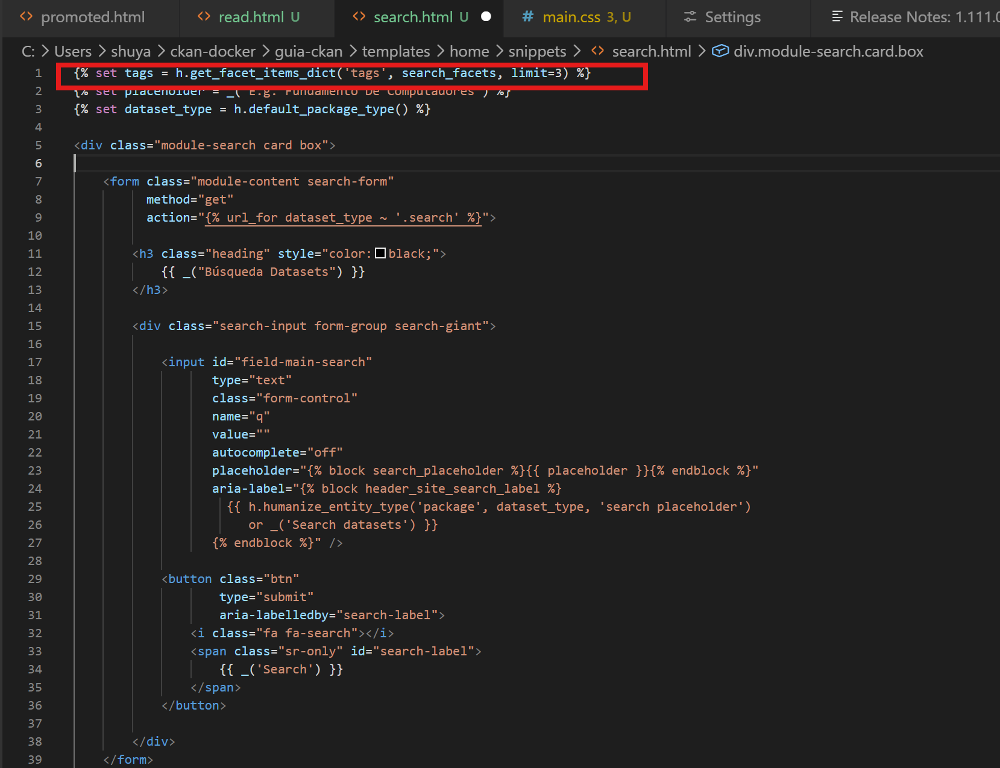 promoted.html read.html U search.html U main.css 3, U Settings Release Notes: 1.111.0
C: > Users > shuya > ckan-docker > guia-ckan > templates > home > snippets > search.html > div.module-search.card.box
1 {% set tags = h.get_facet_items_dict('tags', search_facets, limit=3) %}
2 {% set placeholder = _('E.g. Fundamento De Computadores') %}
3 {% set dataset_type = h.default_package_type() %}
4
5 <div class="module-search card box">
6
7 <form class="module-content search-form"
8 method="get"
9 action="{% url_for dataset_type ~ '.search' %}">
10
11 <h3 class="heading" style="color:black;">
12 {{ _("Búsqueda Datasets") }}
13 </h3>
14
15 <div class="search-input form-group search-giant">
16
17 <input id="field-main-search"
18 type="text"
19 class="form-control"
20 name="q"
21 value=""
22 autocomplete="off"
23 placeholder="{% block search_placeholder %}{{ placeholder }}{% endblock %}"
24 aria-label="{% block header_site_search_label %}
25 {{ h.humanize_entity_type('package', dataset_type, 'search placeholder')
26 or _('Search datasets') }}
27 {% endblock %}" />
28
29 <button class="btn"
30 type="submit"
31 aria-labelledby="search-label">
32 <i class="fa fa-search"></i>
33 <span class="sr-only" id="search-label">
34 {{ _('Search') }}
35 </span>
36 </button>
37
38 </div>
39 </form>